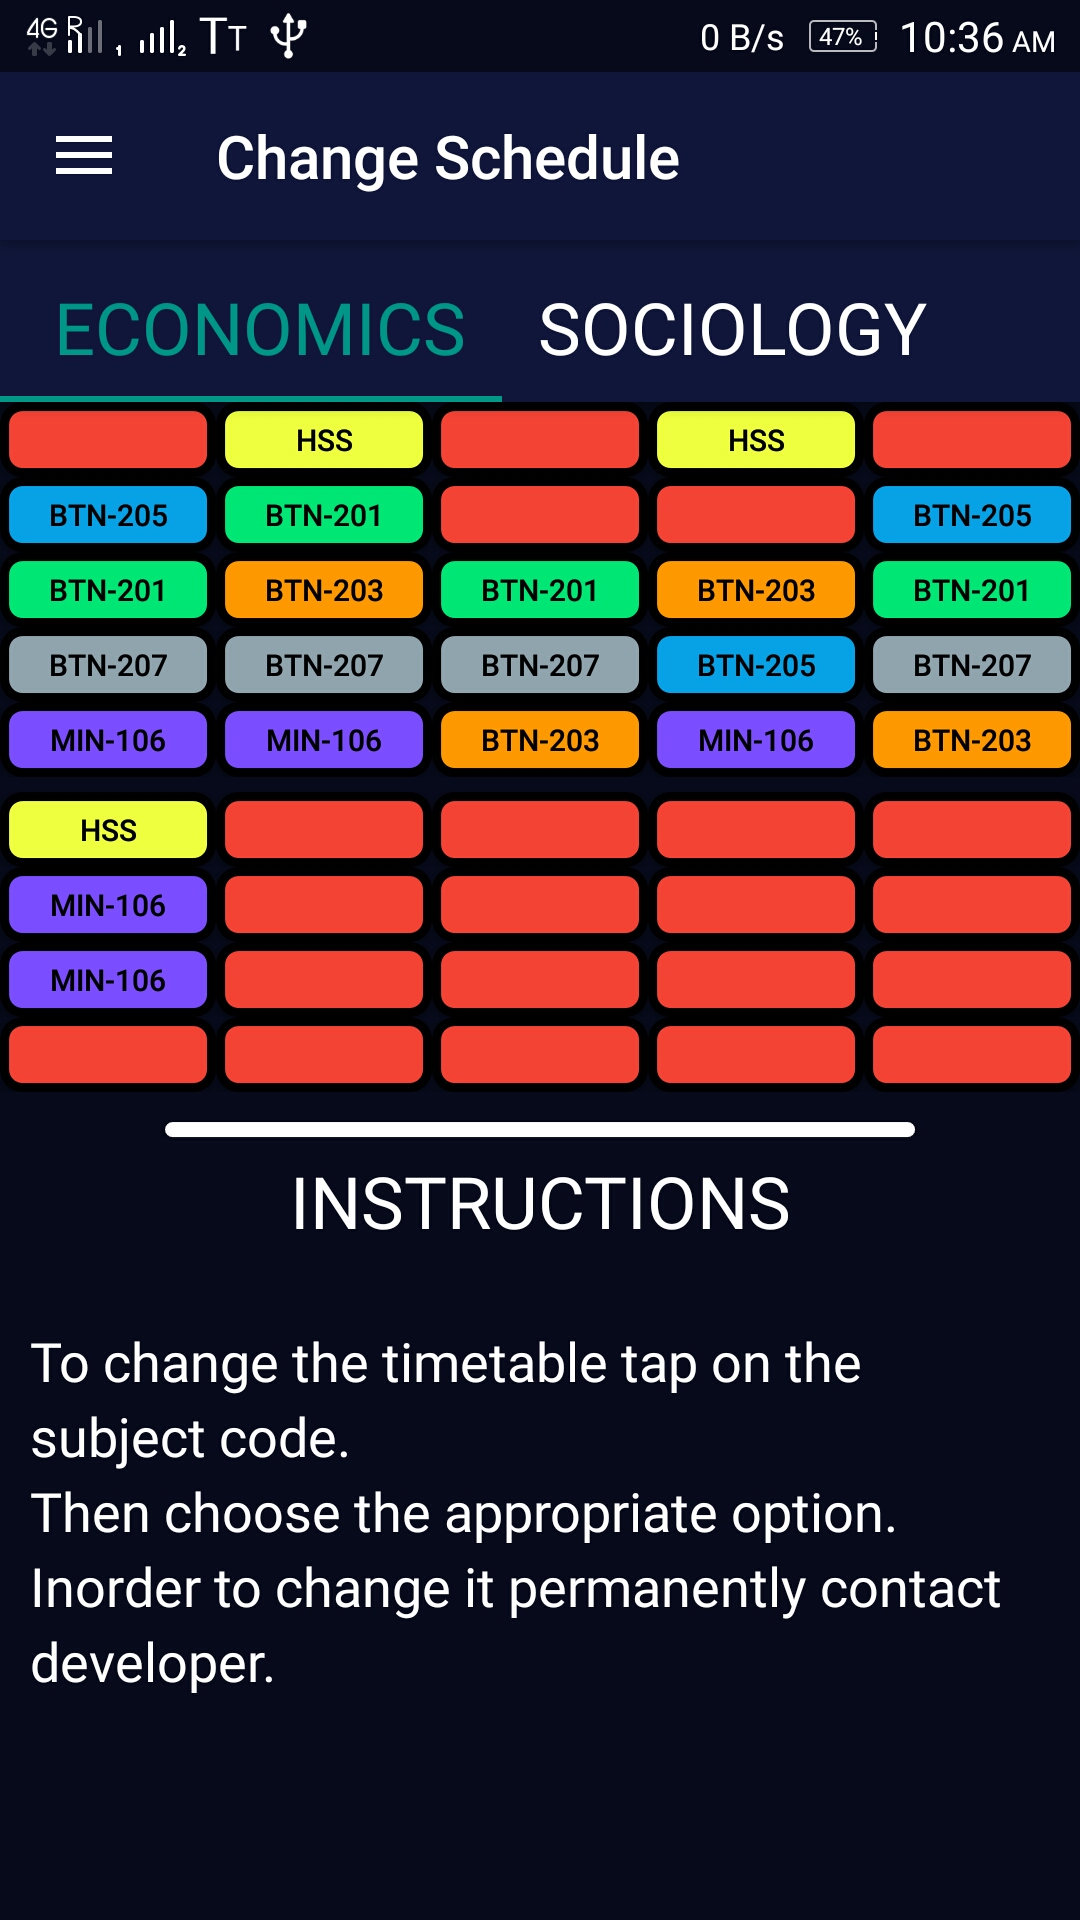 4G R 1 2 TT 0 B/s 47% 10:36 AM
Change Schedule
ECONOMICS SOCIOLOGY
HSS HSS
BTN-205 BTN-201 BTN-205
BTN-201 BTN-203 BTN-201 BTN-203 BTN-201
BTN-207 BTN-207 BTN-207 BTN-205 BTN-207
MIN-106 MIN-106 BTN-203 MIN-106 BTN-203
HSS
MIN-106
MIN-106
INSTRUCTIONS
To change the timetable tap on the
subject code.
Then choose the appropriate option.
Inorder to change it permanently contact
developer.